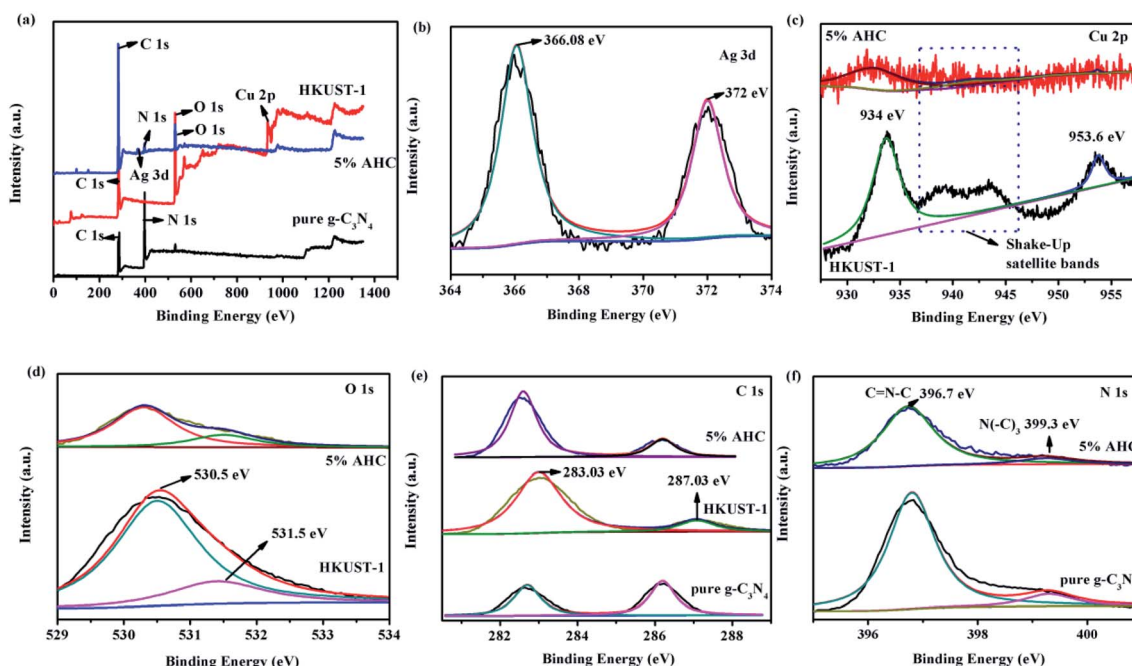 (a)
C 1s
N 1s
O 1s
O 1s
Cu 2p
HKUST-1
5% AHC
Ag 3d
C 1s
N 1s
pure g-C₃N₄
C 1s
Intensity (a.u.)
0 200 400 600 800 1000 1200 1400
Binding Energy (eV)
(b)
366.08 eV
Ag 3d
372 eV
Intensity (a.u.)
364 366 368 370 372 374
Binding Energy (eV)
(c)
5% AHC
Cu 2p
934 eV
953.6 eV
Shake-Up
satellite bands
HKUST-1
Intensity (a.u.)
930 935 940 945 950 955
Binding Energy (eV)
(d)
O 1s
5% AHC
530.5 eV
531.5 eV
HKUST-1
Intensity (a.u.)
529 530 531 532 533 534
Binding Energy (eV)
(e)
C 1s
5% AHC
283.03 eV
287.03 eV
HKUST-1
pure g-C₃N₄
Intensity (a.u.)
282 284 286 288
Binding Energy (eV)
(f)
N 1s
C=N-C
396.7 eV
N(-C)₃ 399.3 eV
5% AHC
pure g-C₃N
Intensity (a.u.)
396 398 400
Binding Energy (eV)